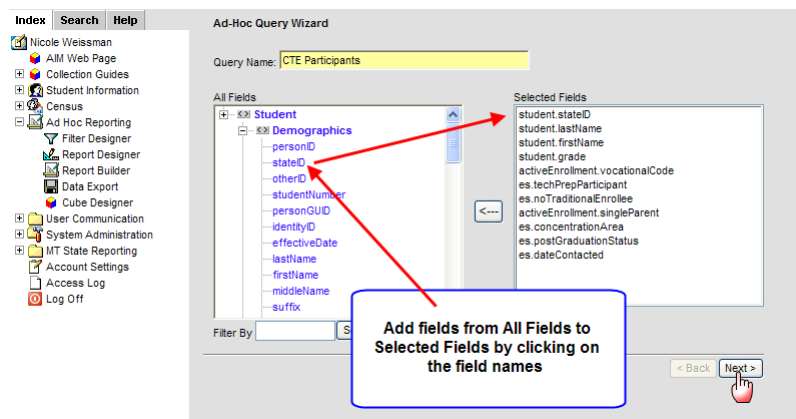 Index Search Help
Nicole Weissman
AIM Web Page
Collection Guides
Student Information
Census
Ad Hoc Reporting
Filter Designer
Report Designer
Report Builder
Data Export
Cube Designer
User Communication
System Administration
MT State Reporting
Account Settings
Access Log
Log Off
Ad-Hoc Query Wizard
Query Name: CTE Participants
All Fields
Student
Demographics
personID
stateID
otherID
studentNumber
personGUID
identityID
effectiveDate
lastName
firstName
middleName
suffix
Filter By
<---
Selected Fields
student.stateID
student.lastName
student.firstName
student.grade
activeEnrollment.vocationalCode
es.techPrepParticipant
es.noTraditionalEnrollee
activeEnrollment.singleParent
es.concentrationArea
es.postGraduationStatus
es.dateContacted
Add fields from All Fields to
Selected Fields by clicking on
the field names
< Back Next >